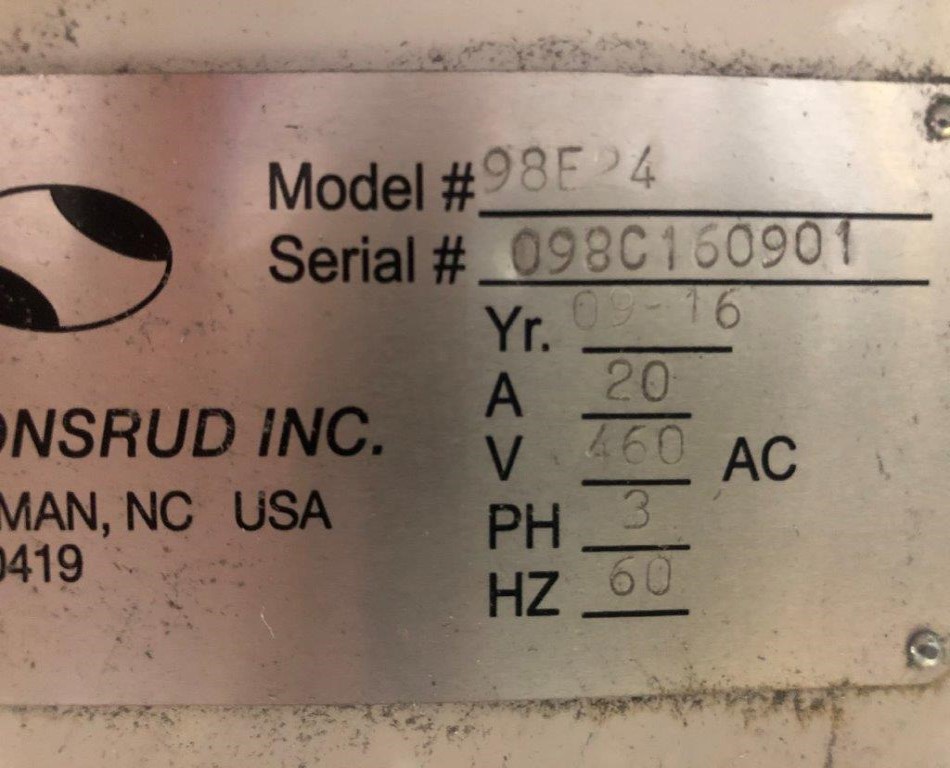 Model # 98E24
Serial # 098C160901
Yr. 09-16
A 20
ONSRUD INC.
V 460 AC
MAN, NC USA
PH 3
0419
HZ 60